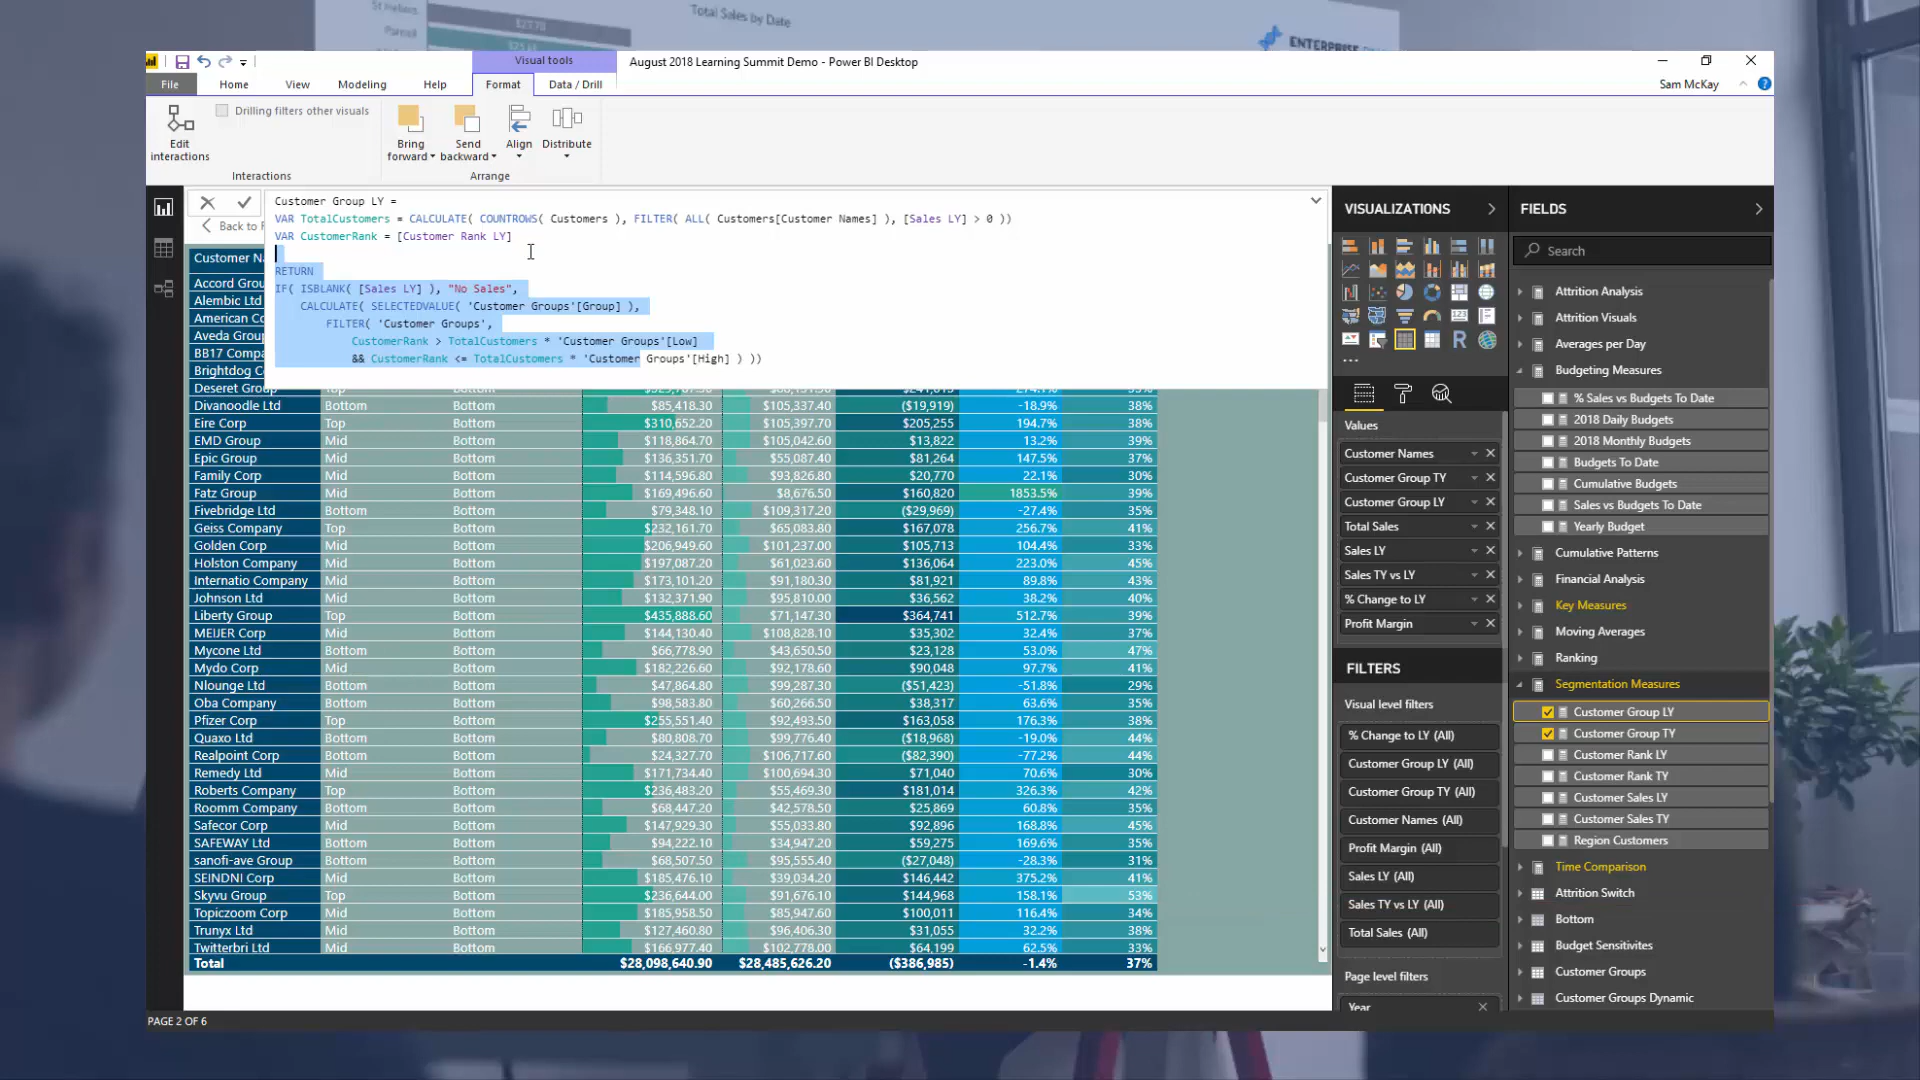 St Heliers
Parnell
$27.70
Total Sales by Date
ENTERPRISE
Visual tools
August 2018 Learning Summit Demo - Power BI Desktop
File
Home
View
Modeling
Help
Format
Data / Drill
Sam McKay
Drilling filters other visuals
Edit
interactions
Bring
forward
Send
backward
Align
Distribute
Interactions
Arrange
Customer Group LY =
VAR TotalCustomers = CALCULATE( COUNTROWS( Customers ), FILTER( ALL( Customers[Customer Names] ), [Sales LY] > 0 ))
VAR CustomerRank = [Customer Rank LY]
RETURN
IF( ISBLANK( [Sales LY] ), "No Sales",
CALCULATE( SELECTEDVALUE( 'Customer Groups'[Group] ),
FILTER( 'Customer Groups',
CustomerRank > TotalCustomers * 'Customer Groups'[Low]
&& CustomerRank <= TotalCustomers * 'Customer Groups'[High] ) ))
Back to
Customer Na
Accord Grou
Alembic Ltd
American Co
Aveda Group
BB17 Compa
Brightdog Co
Deseret Group
Divanoodle Ltd Bottom Bottom $85,418.30 $105,337.40 ($19,919) -18.9% 38%
Eire Corp Top Bottom $310,652.20 $105,397.70 $205,255 194.7% 38%
EMD Group Mid Bottom $118,864.70 $105,042.60 $13,822 13.2% 39%
Epic Group Mid Bottom $136,351.70 $55,087.40 $81,264 147.5% 37%
Family Corp Mid Bottom $114,596.80 $93,826.80 $20,770 22.1% 30%
Fatz Group Mid Bottom $169,496.60 $8,676.50 $160,820 1853.5% 39%
Fivebridge Ltd Bottom Bottom $79,348.10 $109,317.20 ($29,969) -27.4% 35%
Geiss Company Top Bottom $232,161.70 $65,083.80 $167,078 256.7% 41%
Golden Corp Mid Bottom $206,949.60 $101,237.00 $105,713 104.4% 33%
Holston Company Mid Bottom $197,087.20 $61,023.60 $136,064 223.0% 45%
Internatio Company Mid Bottom $173,101.20 $91,180.30 $81,921 89.8% 43%
Johnson Ltd Mid Bottom $132,371.90 $95,810.00 $36,562 38.2% 40%
Liberty Group Top Bottom $435,888.60 $71,147.30 $364,741 512.7% 39%
MEIJER Corp Mid Bottom $144,130.40 $108,828.10 $35,302 32.4% 37%
Mycone Ltd Bottom Bottom $66,778.90 $43,650.50 $23,128 53.0% 47%
Mydo Corp Mid Bottom $182,226.60 $92,178.60 $90,048 97.7% 41%
Nlounge Ltd Bottom Bottom $47,864.80 $99,287.30 ($51,423) -51.8% 29%
Oba Company Bottom Bottom $98,583.80 $60,266.50 $38,317 63.6% 35%
Pfizer Corp Top Bottom $255,551.40 $92,493.50 $163,058 176.3% 38%
Quaxo Ltd Bottom Bottom $80,808.70 $99,776.40 ($18,968) -19.0% 44%
Realpoint Corp Bottom Bottom $24,327.70 $106,717.60 ($82,390) -77.2% 44%
Remedy Ltd Mid Bottom $171,734.40 $100,694.30 $71,040 70.6% 30%
Roberts Company Top Bottom $236,483.20 $55,469.30 $181,014 326.3% 42%
Roomm Company Bottom Bottom $68,447.20 $42,578.50 $25,869 60.8% 35%
Safecor Corp Mid Bottom $147,929.30 $55,033.80 $92,896 168.8% 45%
SAFEWAY Ltd Bottom Bottom $94,222.10 $34,947.20 $59,275 169.6% 35%
sanofi-ave Group Bottom Bottom $68,507.50 $95,555.40 ($27,048) -28.3% 31%
SEINDNI Corp Mid Bottom $185,476.10 $39,034.20 $146,442 375.2% 41%
Skyvu Group Top Bottom $236,644.00 $91,676.10 $144,968 158.1% 53%
Topiczoom Corp Mid Bottom $185,958.50 $85,947.60 $100,011 116.4% 34%
Trunyx Ltd Mid Bottom $127,460.80 $96,406.30 $31,055 32.2% 38%
Twitterbri Ltd Mid Bottom $166,977.40 $102,778.00 $64,199 62.5% 33%
Total $28,098,640.90 $28,485,626.20 ($386,985) -1.4% 37%
PAGE 2 OF 6
VISUALIZATIONS
Values
Customer Names
Customer Group TY
Customer Group LY
Total Sales
Sales LY
Sales TY vs LY
% Change to LY
Profit Margin
FILTERS
Visual level filters
% Change to LY (All)
Customer Group LY (All)
Customer Group TY (All)
Customer Names (All)
Profit Margin (All)
Sales LY (All)
Sales TY vs LY (All)
Total Sales (All)
Page level filters
Year
FIELDS
Search
Attrition Analysis
Attrition Visuals
Averages per Day
Budgeting Measures
% Sales vs Budgets To Date
2018 Daily Budgets
2018 Monthly Budgets
Budgets To Date
Cumulative Budgets
Sales vs Budgets To Date
Yearly Budget
Cumulative Patterns
Financial Analysis
Key Measures
Moving Averages
Ranking
Segmentation Measures
Customer Group LY
Customer Group TY
Customer Rank LY
Customer Rank TY
Customer Sales LY
Customer Sales TY
Region Customers
Time Comparison
Attrition Switch
Bottom
Budget Sensitivites
Customer Groups
Customer Groups Dynamic